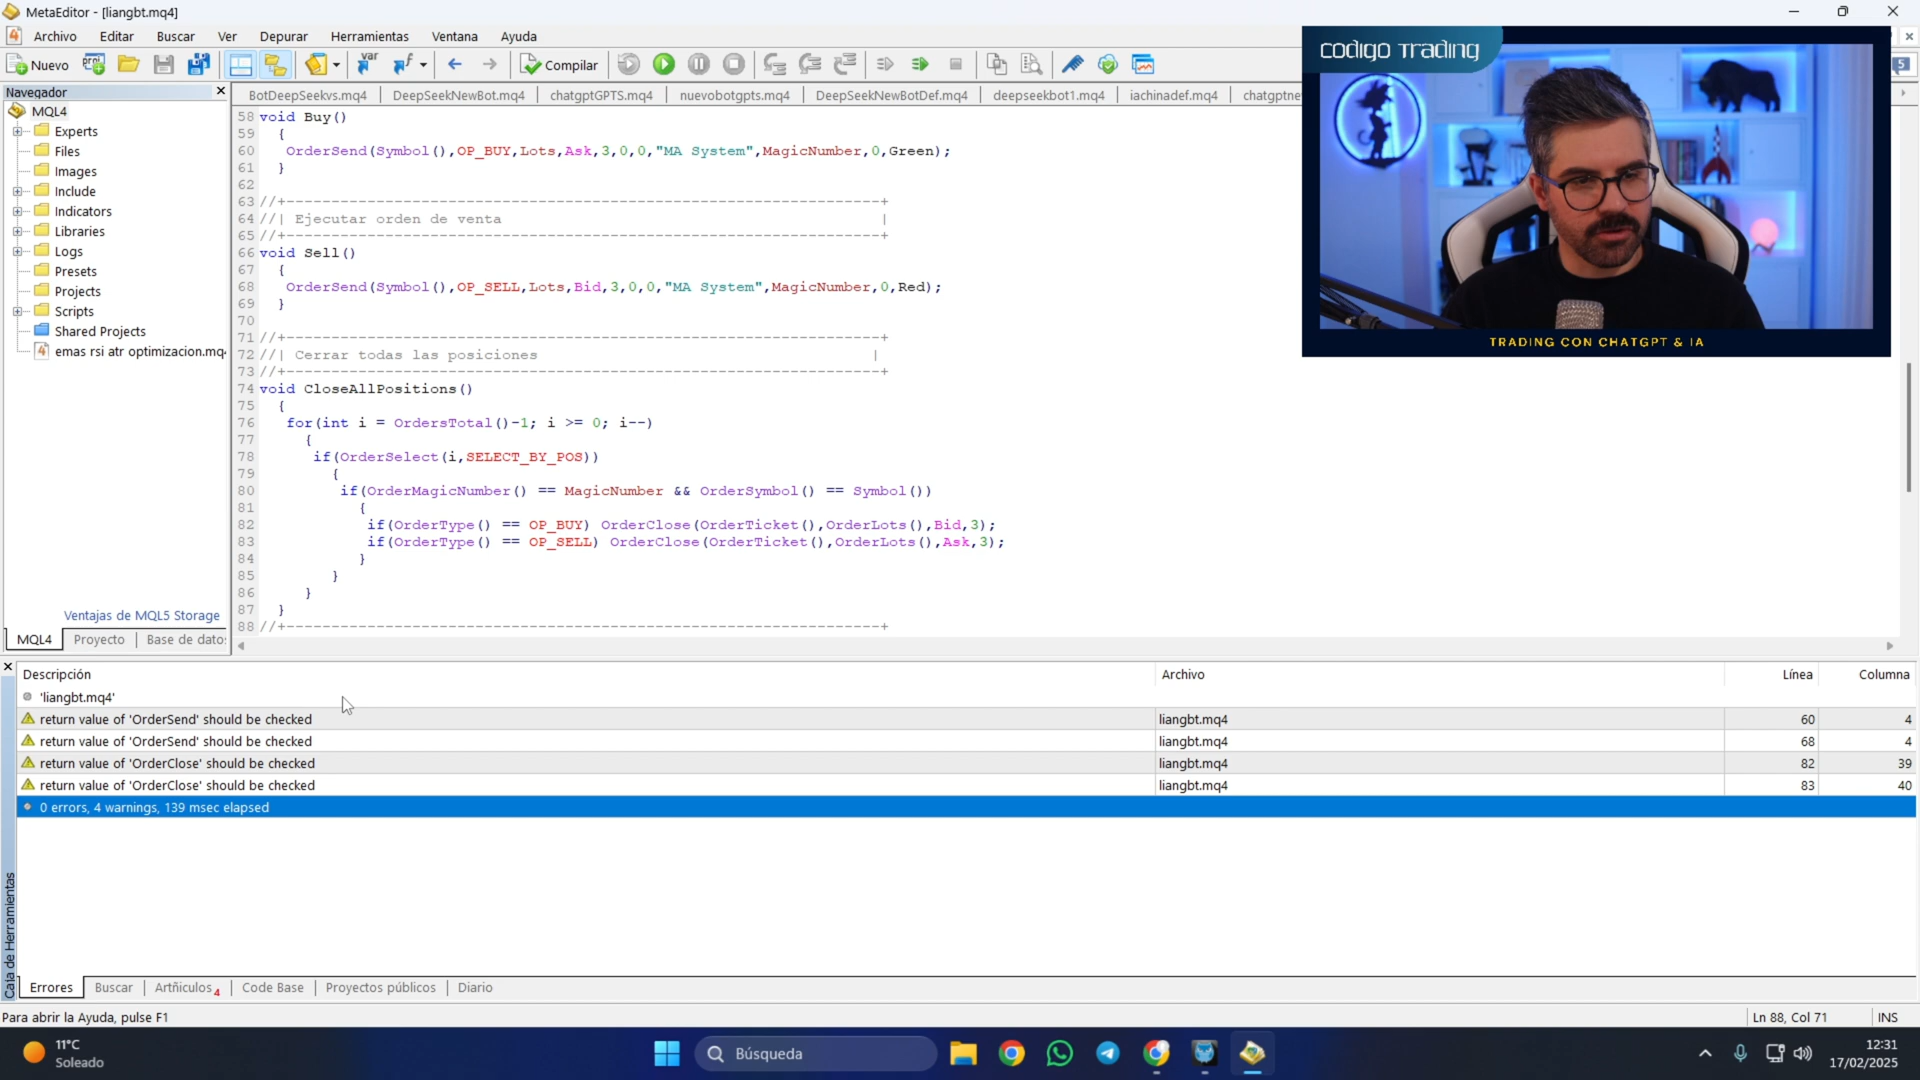 MetaEditor - [liangbt.mq4]
Archivo Editar Buscar Ver Depurar Herramientas Ventana Ayuda
Nuevo Compilar 5
Navegador
MQL4
Experts
Files
Images
Include
Indicators
Libraries
Logs
Presets
Projects
Scripts
Shared Projects
emas rsi atr optimizacion.mq
Ventajas de MQL5 Storage
MQL4 Proyecto Base de dato
BotDeepSeekvs.mq4 DeepSeekNewBot.mq4 chatgptGPTS.mq4 nuevobotgpts.mq4 DeepSeekNewBotDef.mq4 deepseekbot1.mq4 iachinadef.mq4 chatgptne
58 void Buy()
59 {
60 OrderSend(Symbol(),OP_BUY,Lots,Ask,3,0,0,"MA System",MagicNumber,0,Green);
61 }
62
63 //+------------------------------------------------------------------+
64 //| Ejecutar orden de venta |
65 //+------------------------------------------------------------------+
66 void Sell()
67 {
68 OrderSend(Symbol(),OP_SELL,Lots,Bid,3,0,0,"MA System",MagicNumber,0,Red);
69 }
70
71 //+------------------------------------------------------------------+
72 //| Cerrar todas las posiciones |
73 //+------------------------------------------------------------------+
74 void CloseAllPositions()
75 {
76 for(int i = OrdersTotal()-1; i >= 0; i--)
77 {
78 if(OrderSelect(i,SELECT_BY_POS))
79 {
80 if(OrderMagicNumber() == MagicNumber && OrderSymbol() == Symbol())
81 {
82 if(OrderType() == OP_BUY) OrderClose(OrderTicket(),OrderLots(),Bid,3);
83 if(OrderType() == OP_SELL) OrderClose(OrderTicket(),OrderLots(),Ask,3);
84 }
85 }
86 }
87 }
88 //+------------------------------------------------------------------+
codigo Trading
TRADING CON CHATGPT & IA
Descripción Archivo Línea Columna
'liangbt.mq4'
return value of 'OrderSend' should be checked liangbt.mq4 60 4
return value of 'OrderSend' should be checked liangbt.mq4 68 4
return value of 'OrderClose' should be checked liangbt.mq4 82 39
return value of 'OrderClose' should be checked liangbt.mq4 83 40
0 errors, 4 warnings, 139 msec elapsed
Caja de Herramientas
Errores Buscar Artñiculos 4 Code Base Proyectos públicos Diario
Para abrir la Ayuda, pulse F1 Ln 88, Col 71 INS
11°C
Soleado
Búsqueda
12:31
17/02/2025